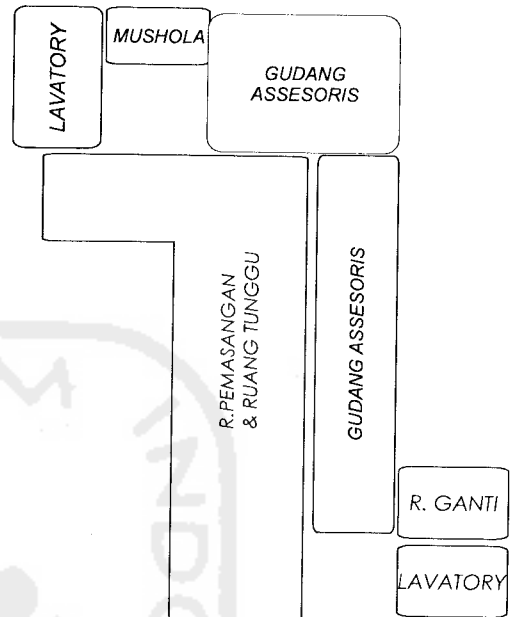 LAVATORY
MUSHOLA
GUDANG
ASSESORIS
R.PEMASANGAN
& RUANG TUNGGU
GUDANG ASSESORIS
R. GANTI
LAVATORY